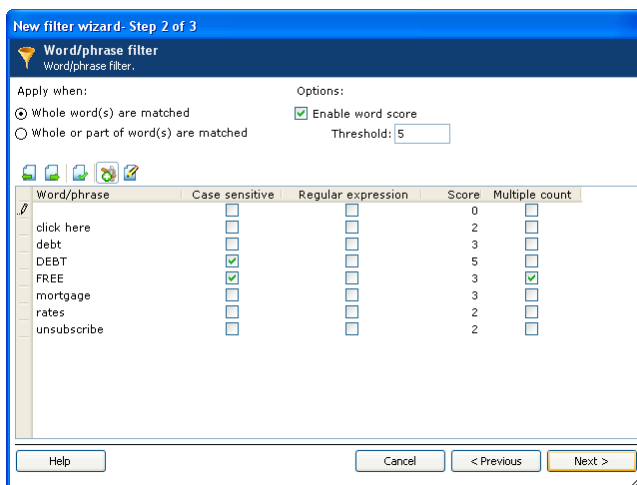 New filter wizard- Step 2 of 3
Word/phrase filter
Word/phrase filter.
Apply when: Options:
Whole word(s) are matched Enable word score
Whole or part of word(s) are matched Threshold: 5
Word/phrase Case sensitive Regular expression Score Multiple count
0
click here 2
debt 3
DEBT 5
FREE 3
mortgage 3
rates 2
unsubscribe 2
Help Cancel < Previous Next >